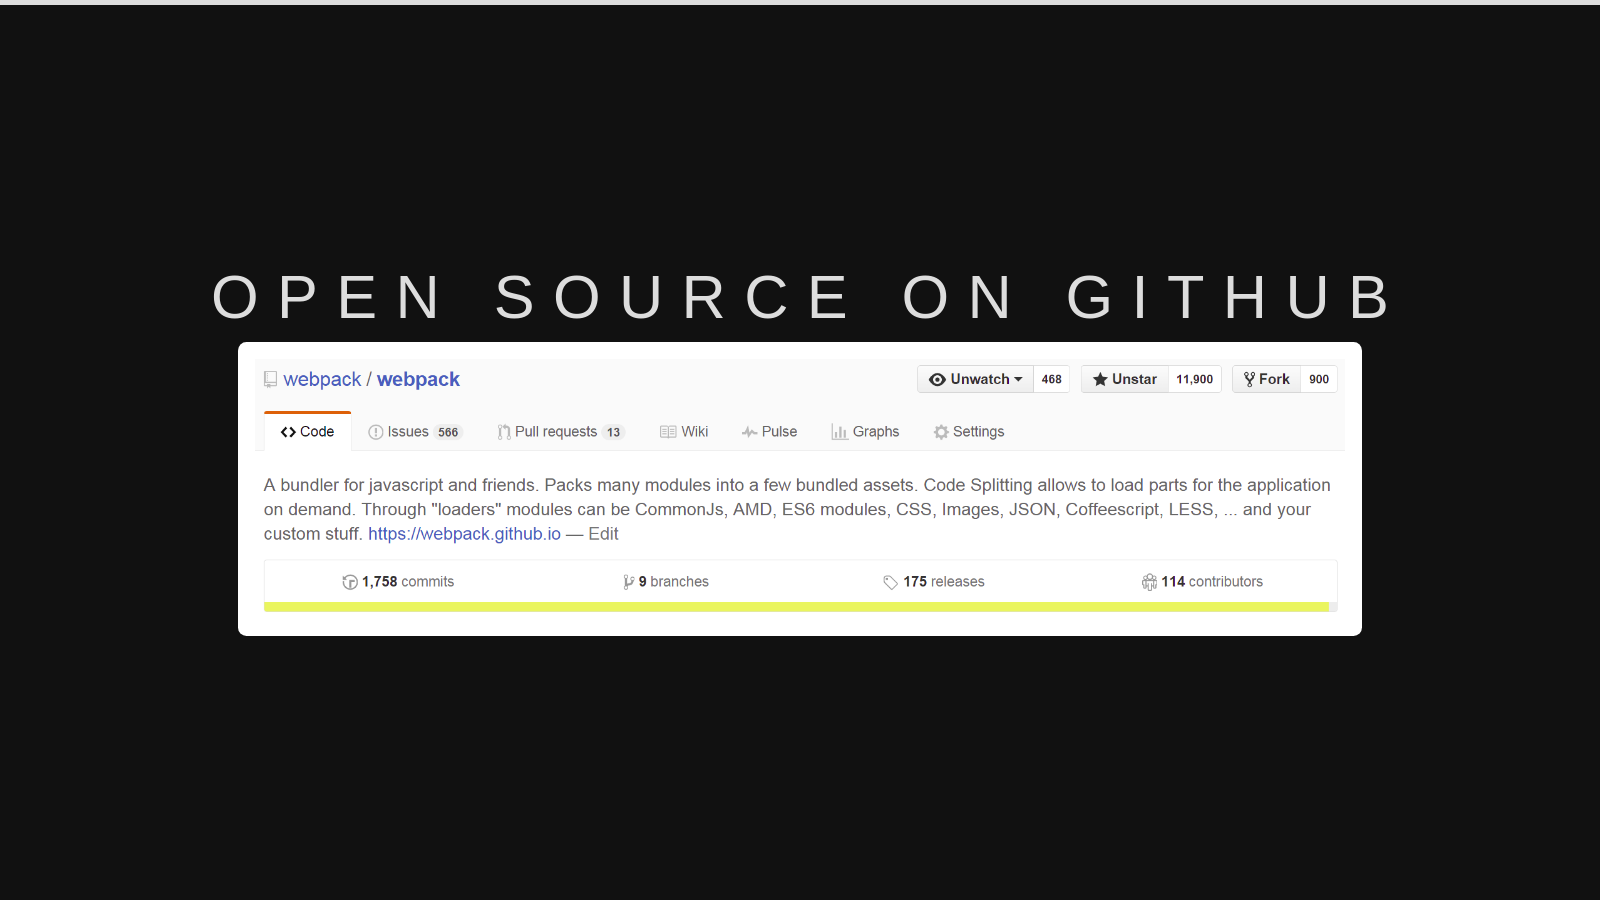 OPEN SOURCE ON GITHUB
webpack / webpack Unwatch 468 Unstar 11,900 Fork 900
Code Issues 566 Pull requests 13 Wiki Pulse Graphs Settings
A bundler for javascript and friends. Packs many modules into a few bundled assets. Code Splitting allows to load parts for the application
on demand. Through "loaders" modules can be CommonJs, AMD, ES6 modules, CSS, Images, JSON, Coffeescript, LESS, ... and your
custom stuff. https://webpack.github.io — Edit
1,758 commits 9 branches 175 releases 114 contributors